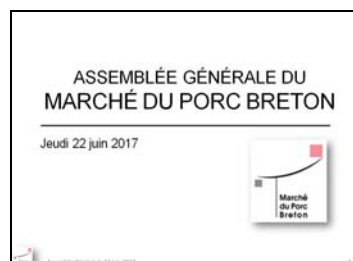 ASSEMBLÉE GÉNÉRALE DU
MARCHÉ DU PORC BRETON
Jeudi 22 juin 2017
Marché
du Porc
Breton